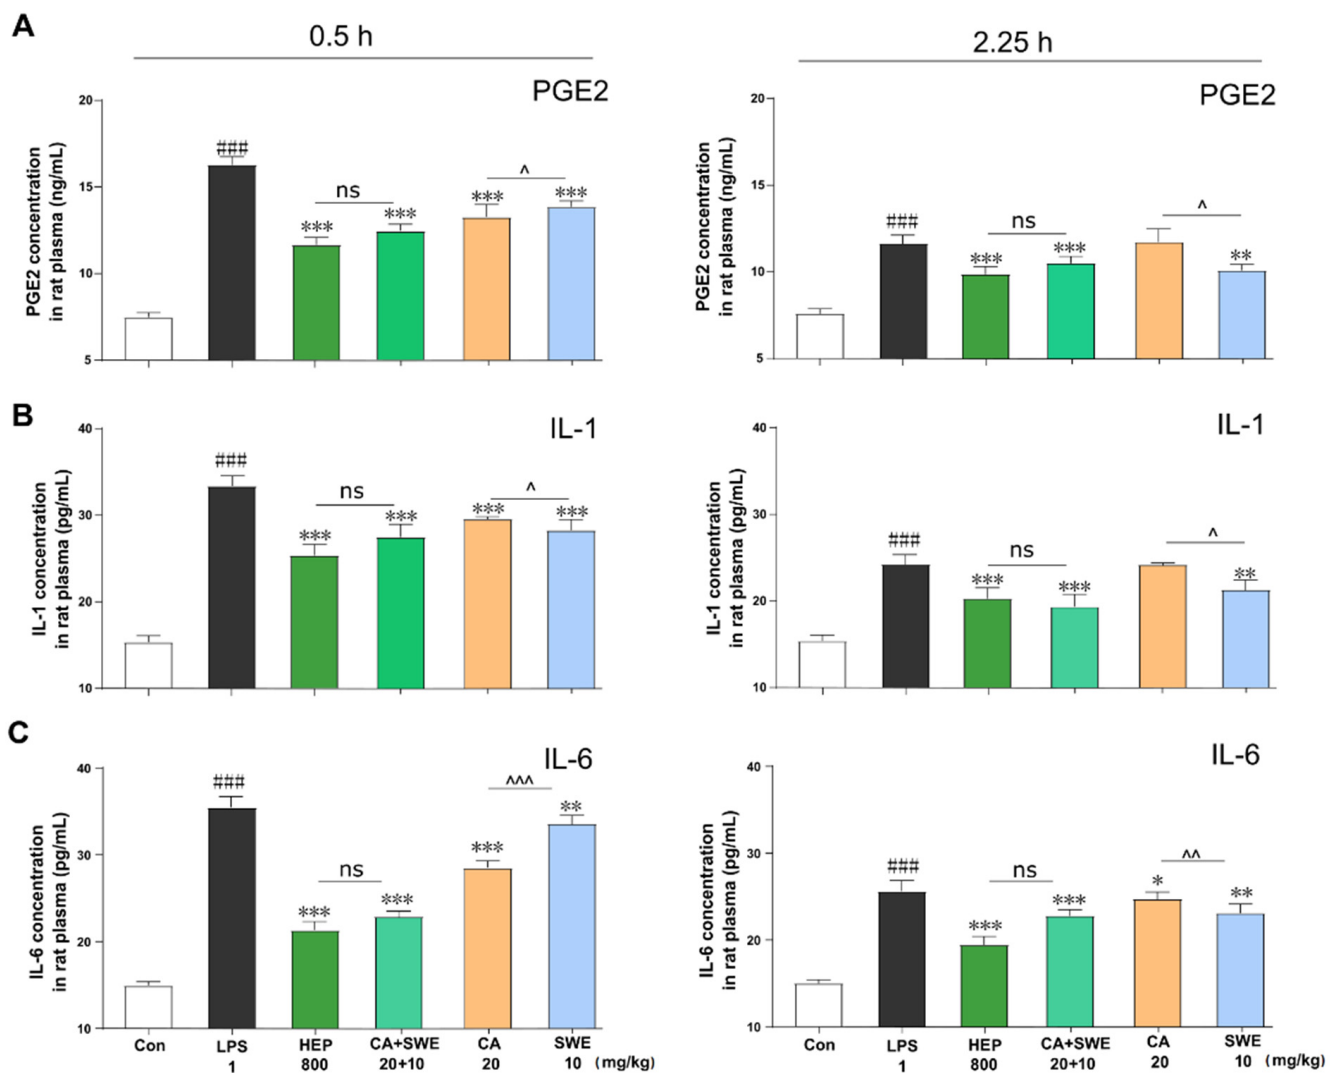 A
0.5 h
2.25 h
PGE2
PGE2
PGE2 concentration
in rat plasma (ng/mL)
20
15
10
5
###
***
ns
***
***
^
***
PGE2 concentration
in rat plasma (ng/mL)
20
15
10
5
###
***
ns
***
^
**
B
IL-1
IL-1
IL-1 concentration
in rat plasma (pg/mL)
40
30
20
10
###
***
ns
***
***
^
***
IL-1 concentration
in rat plasma (pg/mL)
40
30
20
10
###
***
ns
***
^
**
C
IL-6
IL-6
IL-6 concentration
in rat plasma (pg/mL)
40
30
20
10
###
***
ns
***
***
^^^
**
IL-6 concentration
in rat plasma (pg/mL)
40
30
20
10
###
***
ns
***
*
^^
**
Con LPS HEP CA+SWE CA SWE
1 800 20+10 20 10 (mg/kg)
Con LPS HEP CA+SWE CA SWE
1 800 20+10 20 10 (mg/kg)